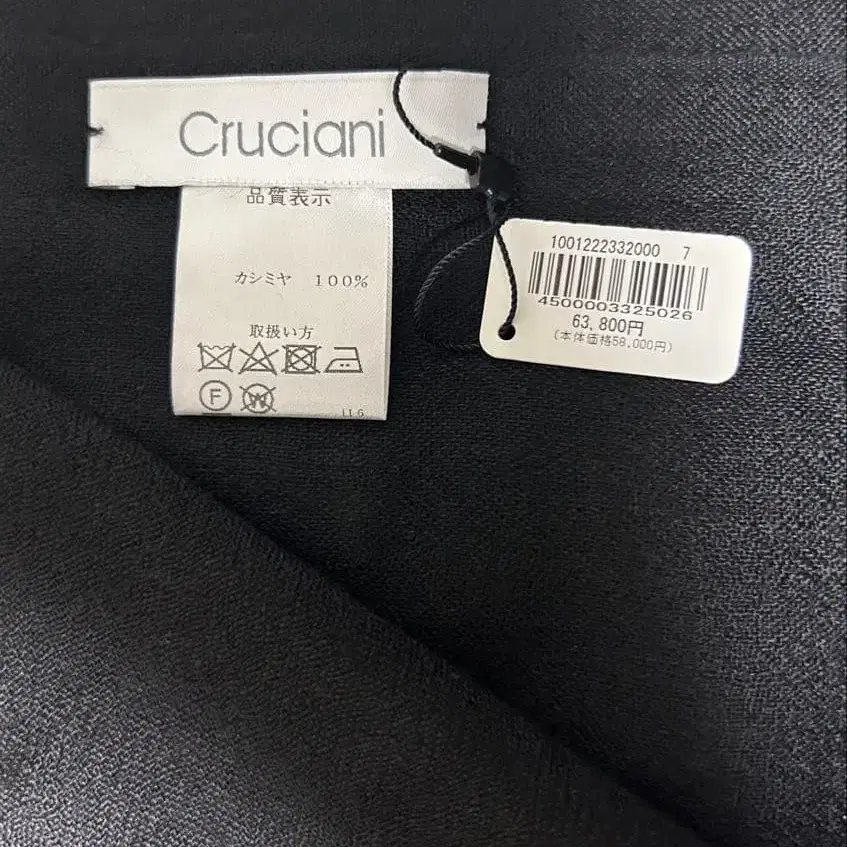 Cruciani
品質表示
カシミヤ 100%
取扱い方
F W
116
1001222332000 7
4500003325026
63,800円
(本体価格58,000円)